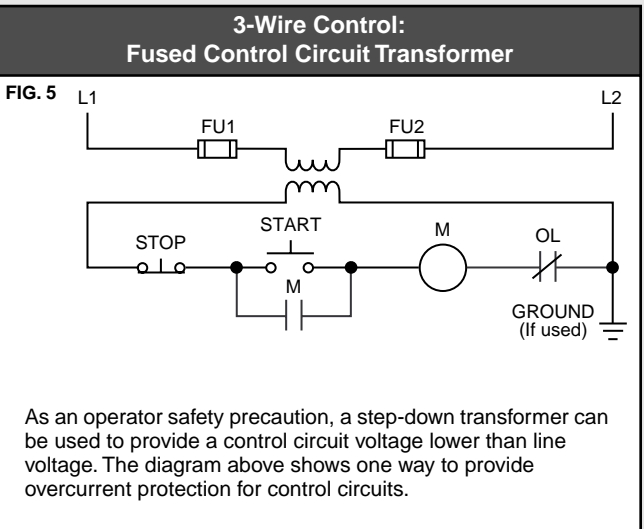 3-Wire Control:
Fused Control Circuit Transformer
FIG. 5
L1
L2
FU1
FU2
STOP
START
M
M
OL
GROUND
(If used)
As an operator safety precaution, a step-down transformer can
be used to provide a control circuit voltage lower than line
voltage. The diagram above shows one way to provide
overcurrent protection for control circuits.